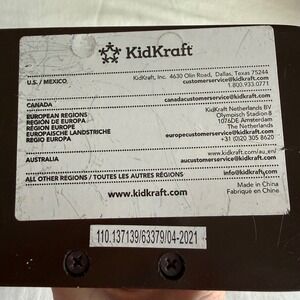 KidKraft
U.S. / MEXICO
KidKraft, Inc. 4630 Olin Road, Dallas, Texas 75244
customerservice@kidkraft.com
1.800.933.0771
CANADA
canadacustomerservice@kidkraft.com
EUROPEAN REGIONS
REGIÓN DE EUROPA
RÉGION EUROPE
EUROPÄISCHE LANDSTRICHE
REGIO EUROPA
KidKraft Netherlands BV
Olympisch Stadion 8
1076DE Amsterdam
The Netherlands
europecustomerservice@kidkraft.com
+31 (0)20 305 8620
AUSTRALIA
www.kidkraft.com/au_en/
aucustomerservice@kidkraft.com
ALL OTHER REGIONS / TOUTES LES AUTRES RÉGIONS
info@kidkraft.com
www.kidkraft.com
Made in China
Fabriqué en Chine
110.137139/63379/04-2021